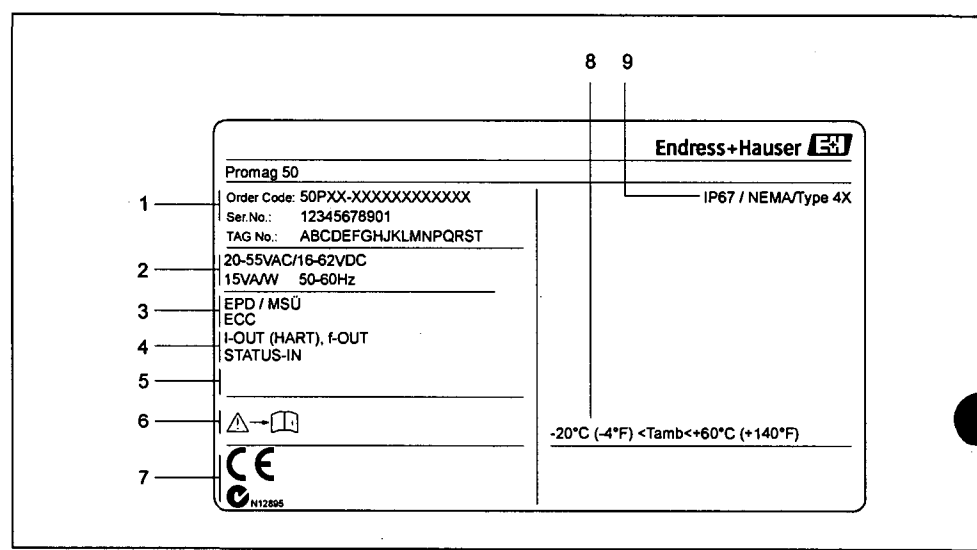 8 9
Endress+Hauser E+H
Promag 50
1 Order Code: 50PXX-XXXXXXXXXXXX
Ser.No.: 12345678901
TAG No.: ABCDEFGHJKLMNPQRST
IP67 / NEMA/Type 4X
2 20-55VAC/16-62VDC
15VA/W 50-60Hz
3 EPD / MSÜ
ECC
4 I-OUT (HART), f-OUT
STATUS-IN
5
6
-20°C (-4°F) <Tamb<+60°C (+140°F)
7 CE
N12895